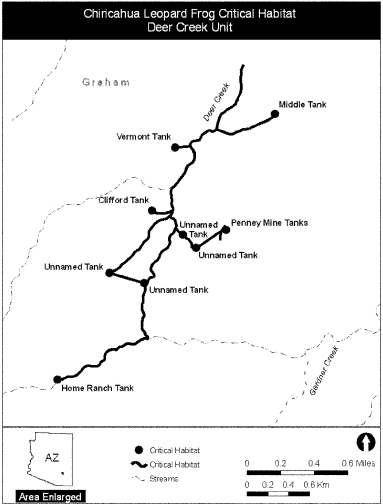 Chiricahua Leopard Frog Critical Habitat
Deer Creek Unit
Graham
Deer Creek
Middle Tank
Vermont Tank
Clifford Tank
Unnamed
Tank
Penney Mine Tanks
Unnamed Tank
Unnamed Tank
Unnamed Tank
Gardner Creek
Home Ranch Tank
AZ
Area Enlarged
Critical Habitat
Critical Habitat
Streams
0 0.2 0.4 0.6 Miles
0 0.2 0.4 0.6 Km